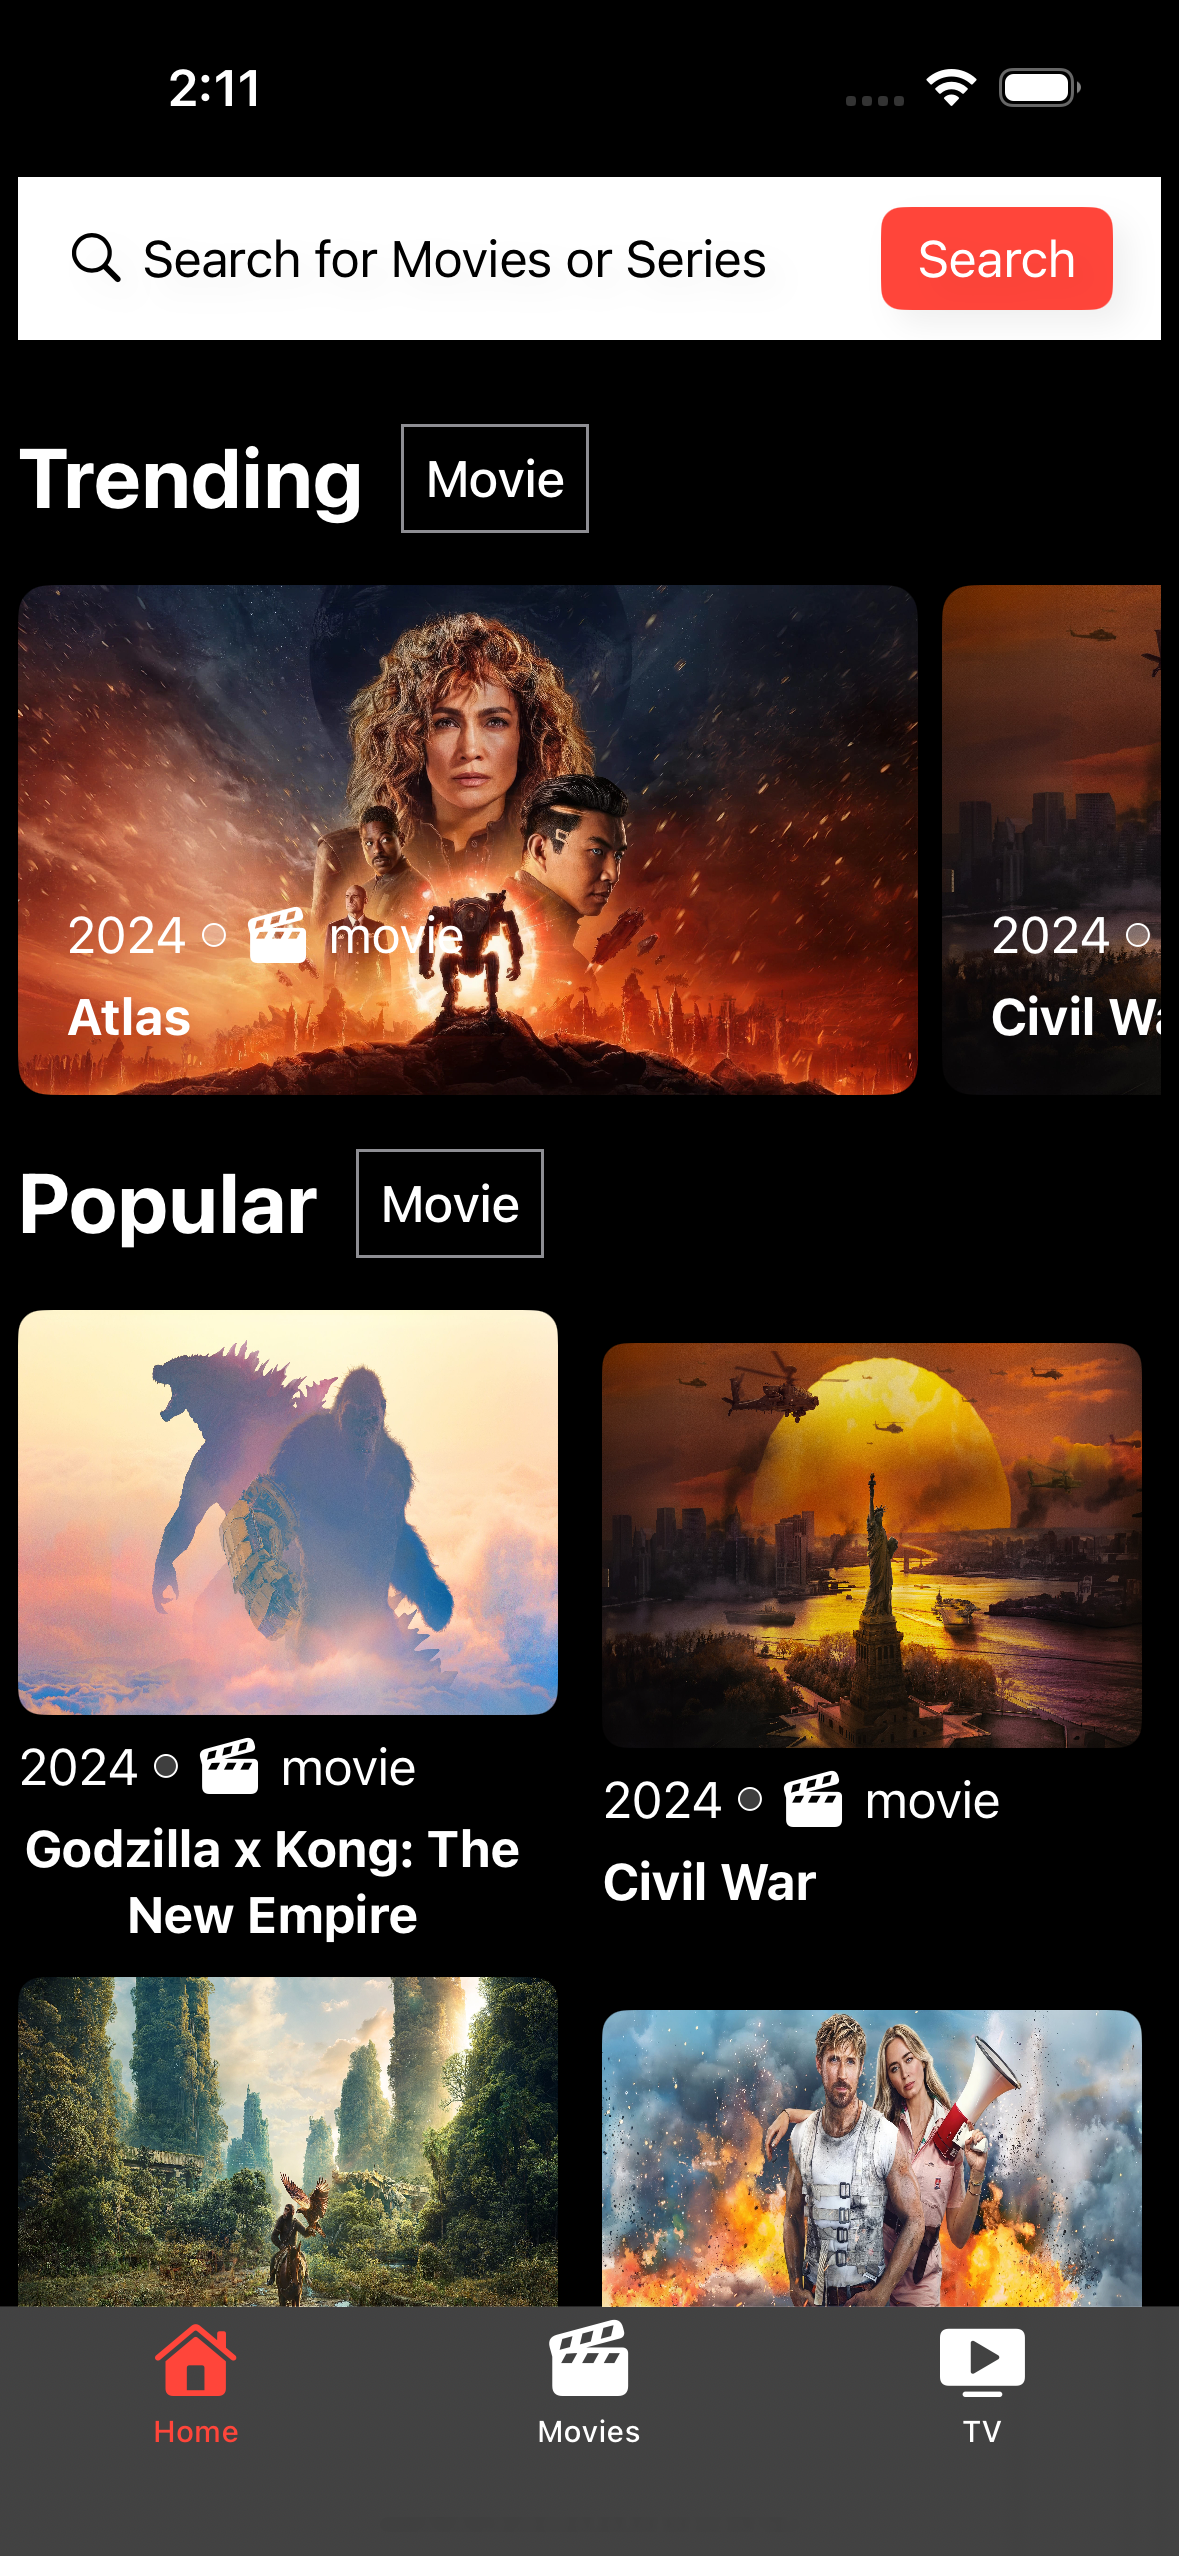 2:11
Search for Movies or Series
Search
Trending
Movie
2024 movie
Atlas
2024
Civil Wa
Popular
Movie
2024 movie
Godzilla x Kong: The
New Empire
2024 movie
Civil War
Home
Movies
TV